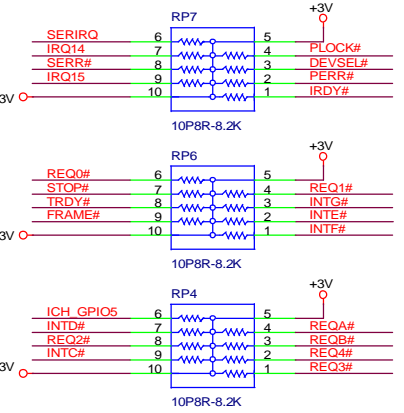 RP7
+3V
SERIRQ 6 5
IRQ14 7 4 PLOCK#
SERR# 8 3 DEVSEL#
IRQ15 9 2 PERR#
3V 10 1 IRDY#
10P8R-8.2K
RP6
+3V
REQ0# 6 5
STOP# 7 4 REQ1#
TRDY# 8 3 INTG#
FRAME# 9 2 INTE#
3V 10 1 INTF#
10P8R-8.2K
RP4
+3V
ICH_GPIO5 6 5
INTD# 7 4 REQA#
REQ2# 8 3 REQB#
INTC# 9 2 REQ4#
3V 10 1 REQ3#
10P8R-8.2K